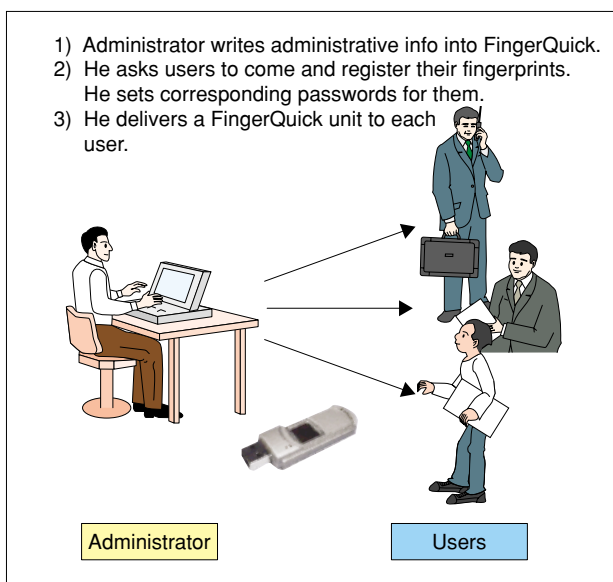 1) Administrator writes administrative info into FingerQuick.
2) He asks users to come and register their fingerprints.
He sets corresponding passwords for them.
3) He delivers a FingerQuick unit to each
user.
Administrator
Users